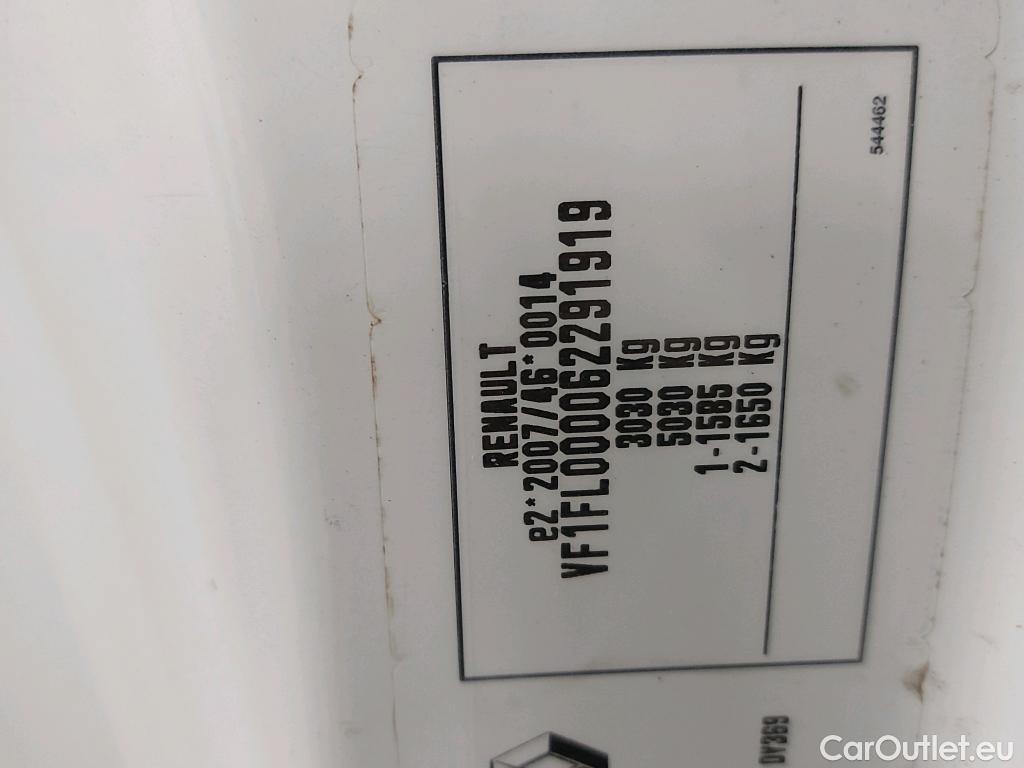 RENAULT
e2*2007/46*0014
VF1FL000622291919
3030 Kg
5030 Kg
1-1585 Kg
2-1650 Kg
544462
DY369
CarOutlet.eu